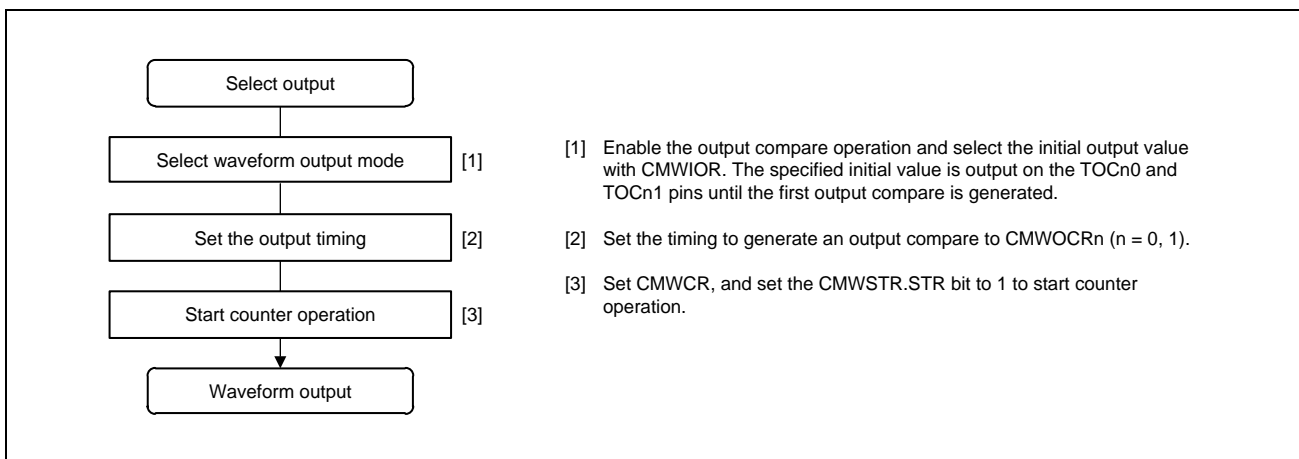 Select output
Select waveform output mode
[1]
Set the output timing
[2]
Start counter operation
[3]
Waveform output
[1] Enable the output compare operation and select the initial output value
with CMWIOR. The specified initial value is output on the TOCn0 and
TOCn1 pins until the first output compare is generated.
[2] Set the timing to generate an output compare to CMWOCRn (n = 0, 1).
[3] Set CMWCR, and set the CMWSTR.STR bit to 1 to start counter
operation.